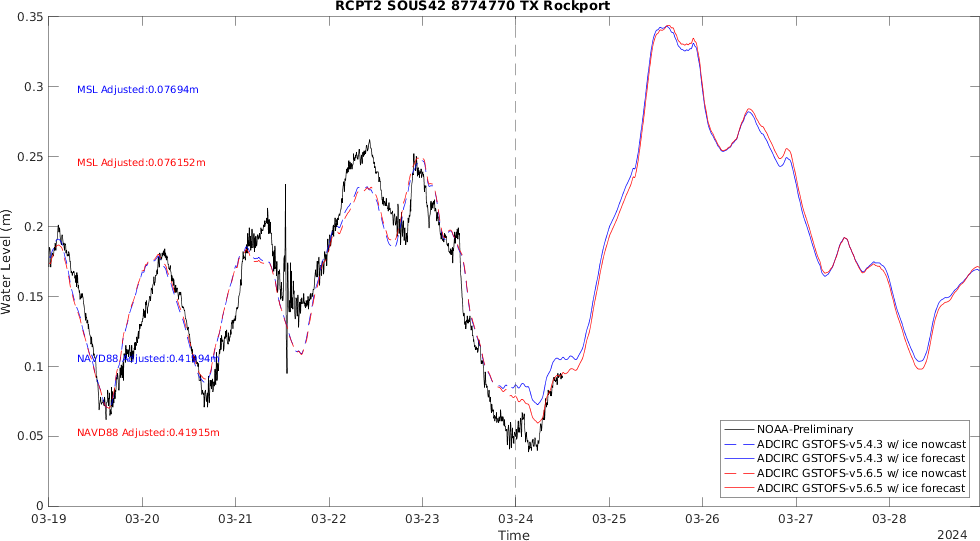 RCPT2 SOUS42 8774770 TX Rockport
0.35
0.3
0.25
0.2
0.15
0.1
0.05
0
Water Level (m)
MSL Adjusted:0.07694m
MSL Adjusted:0.076152m
NAVD88 Adjusted:0.41994m
NAVD88 Adjusted:0.41915m
NOAA-Preliminary
ADCIRC GSTOFS-v5.4.3 w/ ice nowcast
ADCIRC GSTOFS-v5.4.3 w/ ice forecast
ADCIRC GSTOFS-v5.6.5 w/ ice nowcast
ADCIRC GSTOFS-v5.6.5 w/ ice forecast
03-19 03-20 03-21 03-22 03-23 03-24 03-25 03-26 03-27 03-28
Time
2024